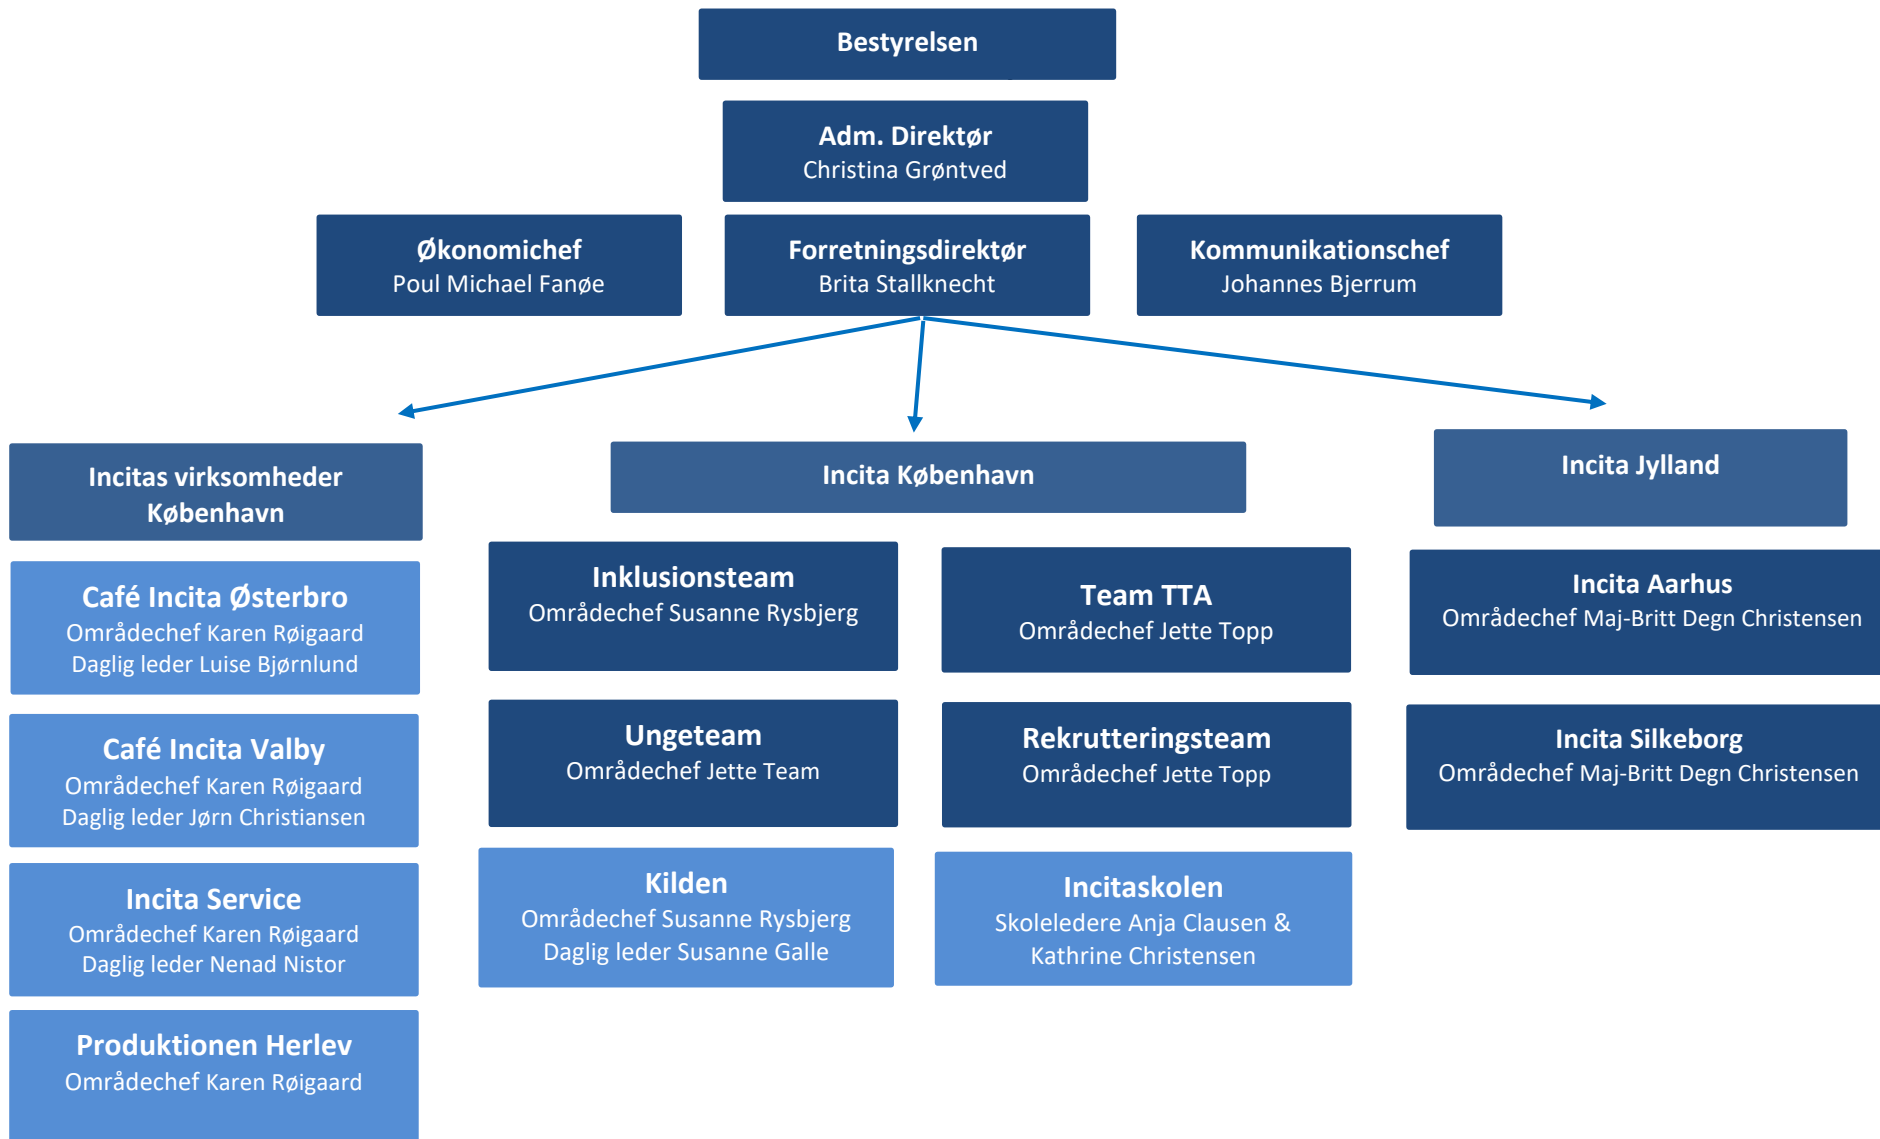 Bestyrelsen
Adm. Direktør
Christina Grøntved
Økonomichef
Poul Michael Fanøe
Forretningsdirektør
Brita Stallknecht
Kommunikationschef
Johannes Bjerrum
Incitas virksomheder
København
Café Incita Østerbro
Områdechef Karen Røigaard
Daglig leder Luise Bjørnlund
Café Incita Valby
Områdechef Karen Røigaard
Daglig leder Jørn Christiansen
Incita Service
Områdechef Karen Røigaard
Daglig leder Nenad Nistor
Produktionen Herlev
Områdechef Karen Røigaard
Incita København
Inklusionsteam
Områdechef Susanne Rysbjerg
Team TTA
Områdechef Jette Topp
Ungeteam
Områdechef Jette Team
Rekrutteringsteam
Områdechef Jette Topp
Kilden
Områdechef Susanne Rysbjerg
Daglig leder Susanne Galle
Incitaskolen
Skoleledere Anja Clausen &
Kathrine Christensen
Incita Jylland
Incita Aarhus
Områdechef Maj-Britt Degn Christensen
Incita Silkeborg
Områdechef Maj-Britt Degn Christensen